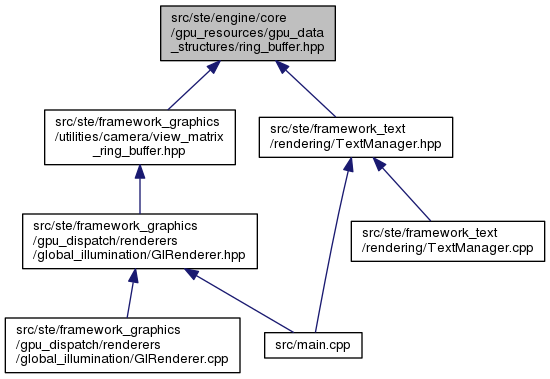 src/ste/engine/core
/gpu_resources/gpu_data
_structures/ring_buffer.hpp
src/ste/framework_graphics
/utilities/camera/view_matrix
_ring_buffer.hpp
src/ste/framework_text
/rendering/TextManager.hpp
src/ste/framework_graphics
/gpu_dispatch/renderers
/global_illumination/GIRenderer.hpp
src/ste/framework_text
/rendering/TextManager.cpp
src/ste/framework_graphics
/gpu_dispatch/renderers
/global_illumination/GIRenderer.cpp
src/main.cpp